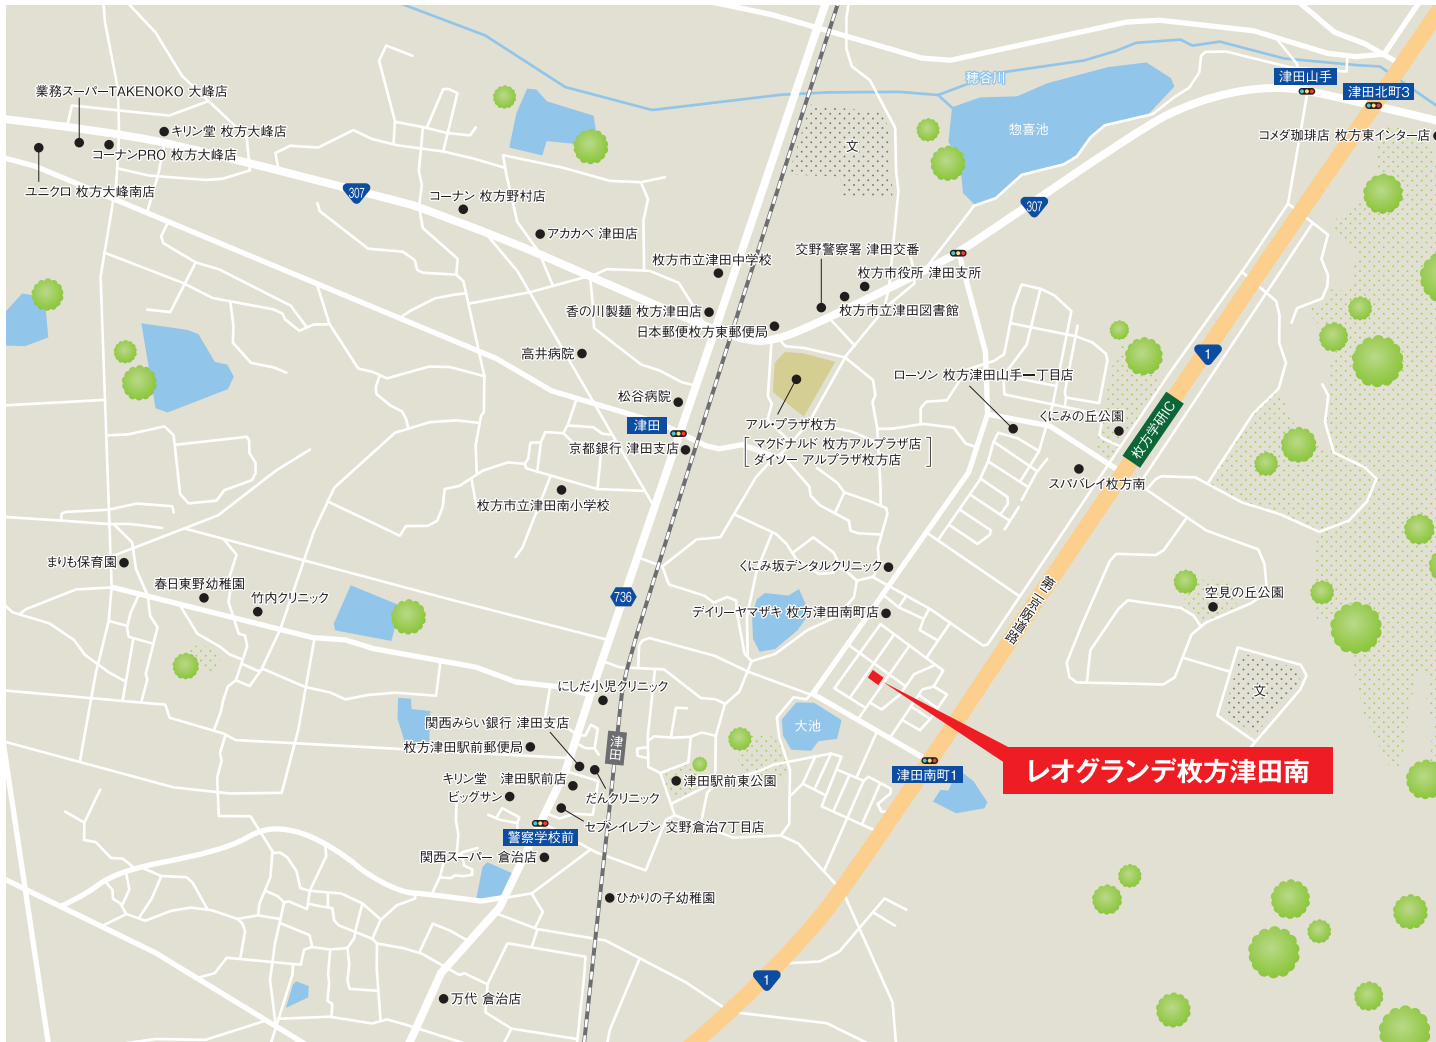 穂谷川
津田山手
業務スーパーTAKENOKO 大峰店
津田北町3
惣喜池
キリン堂 枚方大峰店
コメダ珈琲店 枚方東インター店
文
コーナンPRO 枚方大峰店
ユニクロ 枚方大峰南店
307
コーナン 枚方野村店
307
アカカベ 津田店
交野警察署 津田交番
枚方市立津田中学校
枚方市役所 津田支所
香の川製麺 枚方津田店
枚方市立津田図書館
日本郵便枚方東郵便局
高井病院
1
ローソン 枚方津田山手一丁目店
松谷病院
くにみの丘公園
津田
アル・プラザ枚方
枚方学研IC
マクドナルド 枚方アルプラザ店
京都銀行 津田支店
ダイソー アルプラザ枚方店
スババレイ枚方南
枚方市立津田南小学校
まりも保育園
くにみ坂デンタルクリニック
春日東野幼稚園
空見の丘公園
竹内クリニック
736
第二京阪道路
デイリーヤマザキ 枚方津田南町店
にしだ小児クリニック
文
関西みらい銀行 津田支店
大池
枚方津田駅前郵便局
津田
レオグランデ枚方津田南
津田南町1
キリン堂　津田駅前店
津田駅前東公園
ビッグサン
だんクリニック
セブンイレブン 交野倉治7丁目店
警察学校前
関西スーパー 倉治店
ひかりの子幼稚園
1
万代 倉治店